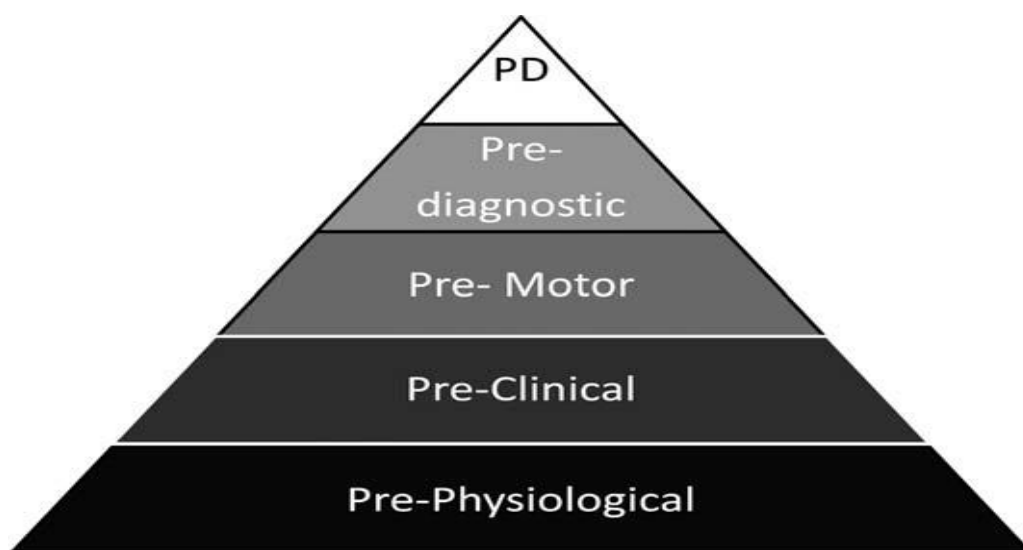 PD
Pre-
diagnostic
Pre- Motor
Pre-Clinical
Pre-Physiological